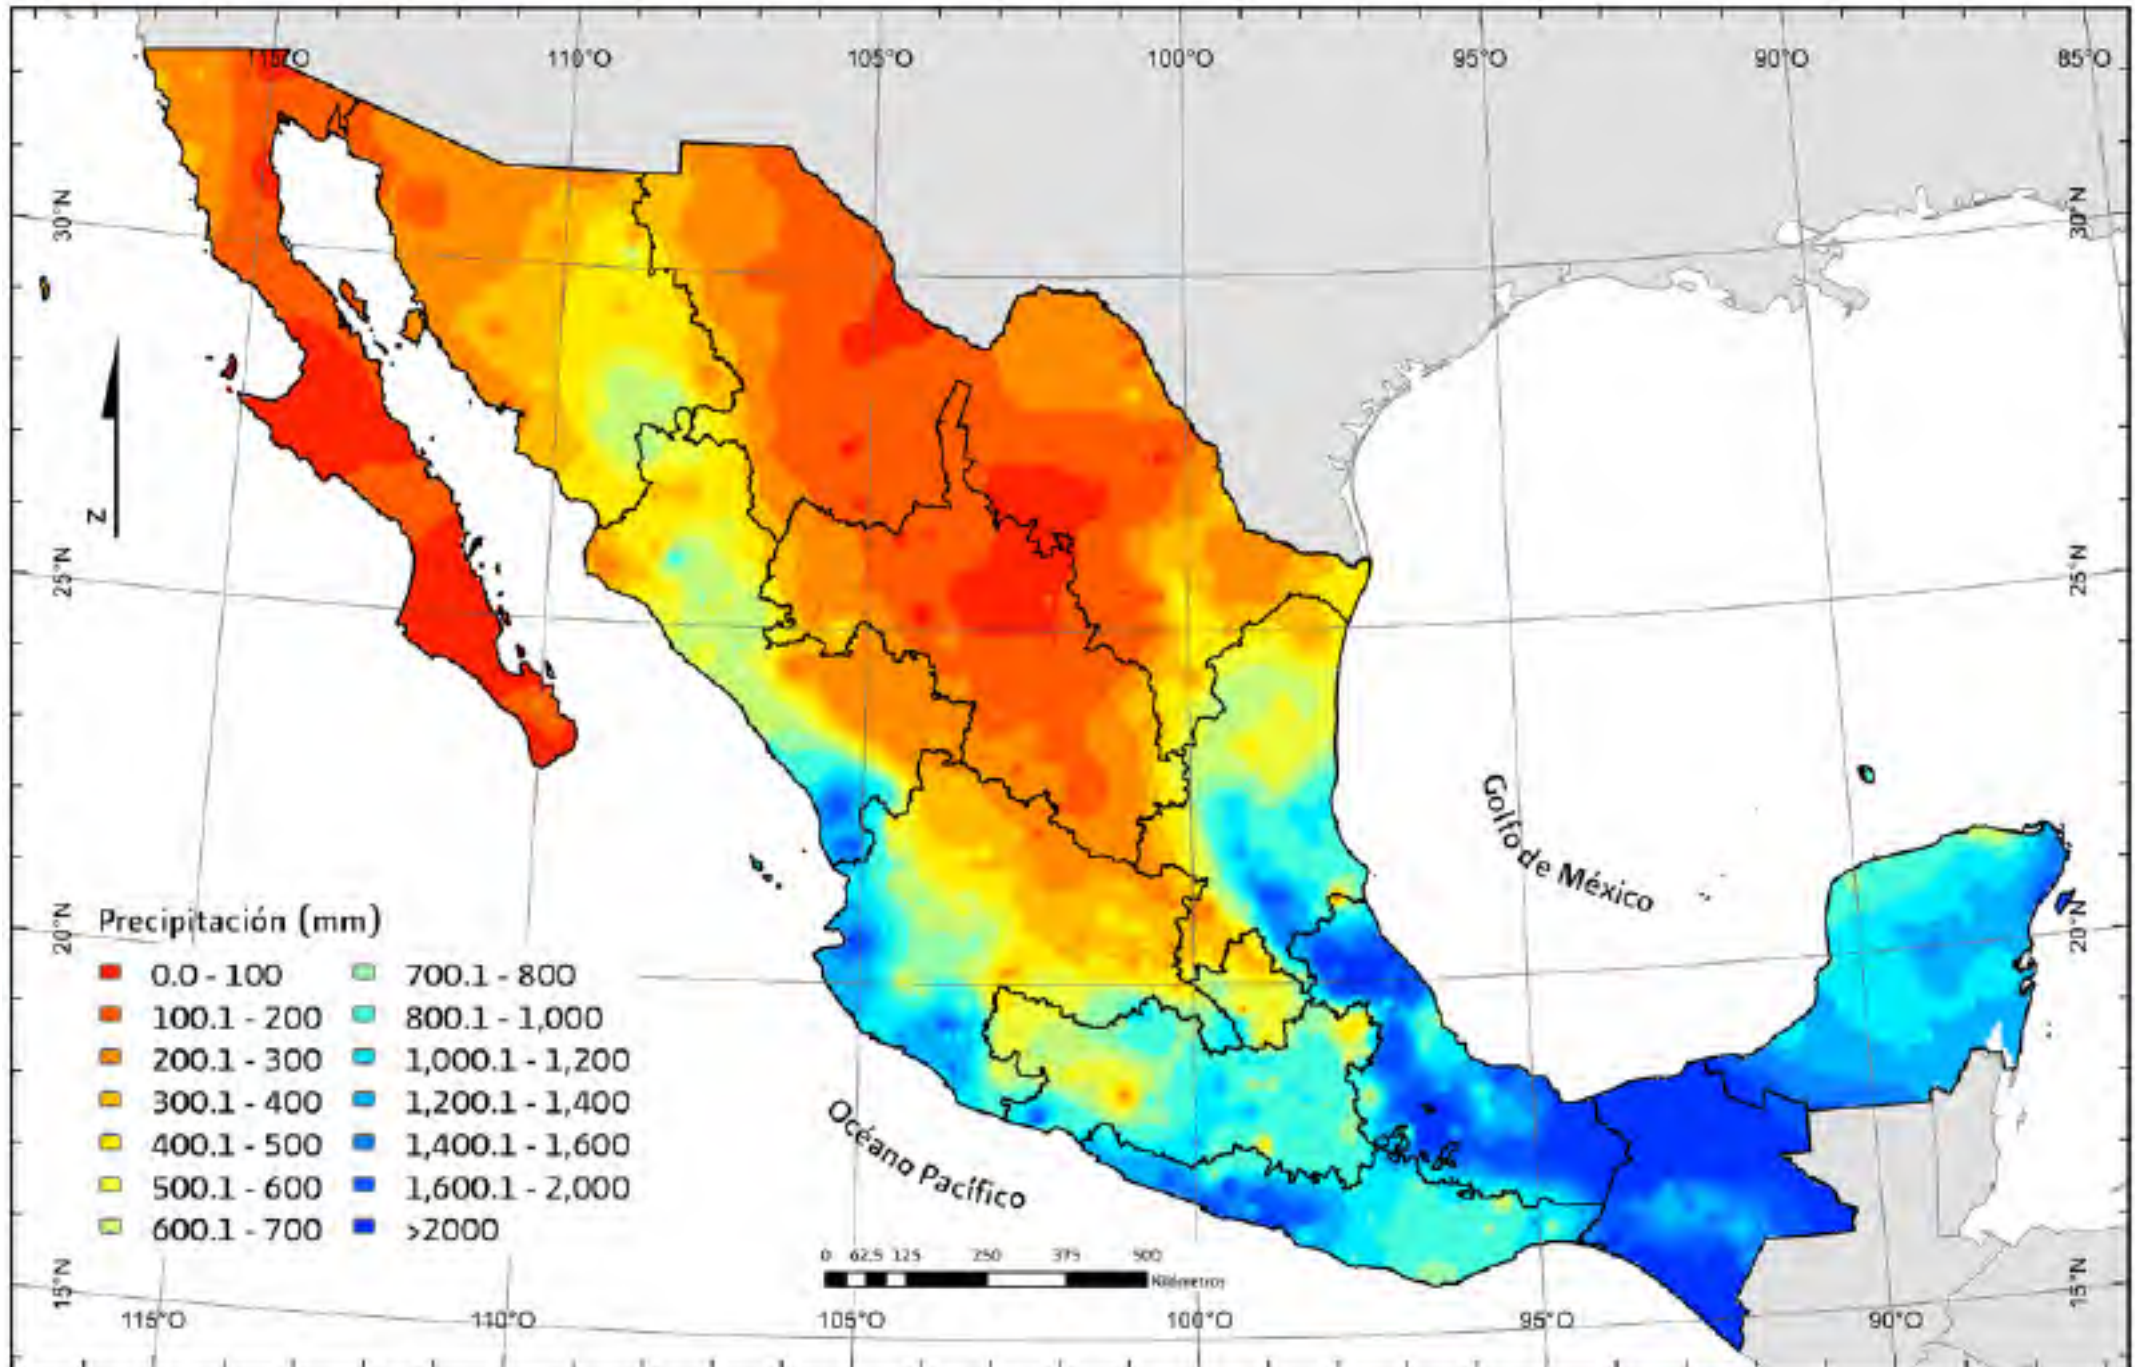 115°O 110°O 105°O 100°O 95°O 90°O 85°O
30°N 30°N
N
25°N 25°N
Golfo de México
20°N 20°N
Precipitación (mm)
0.0 - 100 700.1 - 800
100.1 - 200 800.1 - 1,000
200.1 - 300 1,000.1 - 1,200
300.1 - 400 1,200.1 - 1,400
400.1 - 500 1,400.1 - 1,600
500.1 - 600 1,600.1 - 2,000
600.1 - 700 >2000
Océano Pacífico
0 62.5 125 250 375 500
Kilómetros
15°N 15°N
115°O 110°O 105°O 100°O 95°O 90°O